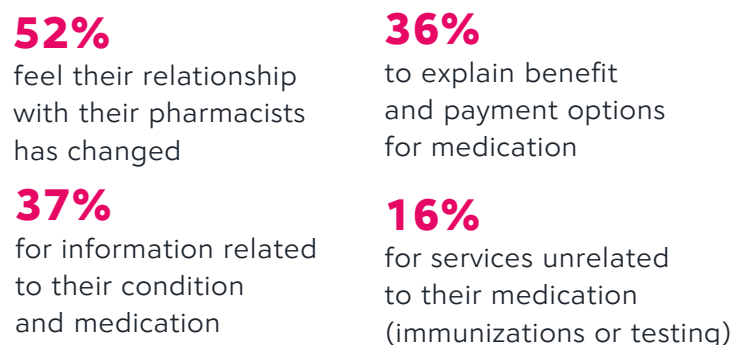 52%
feel their relationship
with their pharmacists
has changed
37%
for information related
to their condition
and medication
36%
to explain benefit
and payment options
for medication
16%
for services unrelated
to their medication
(immunizations or testing)